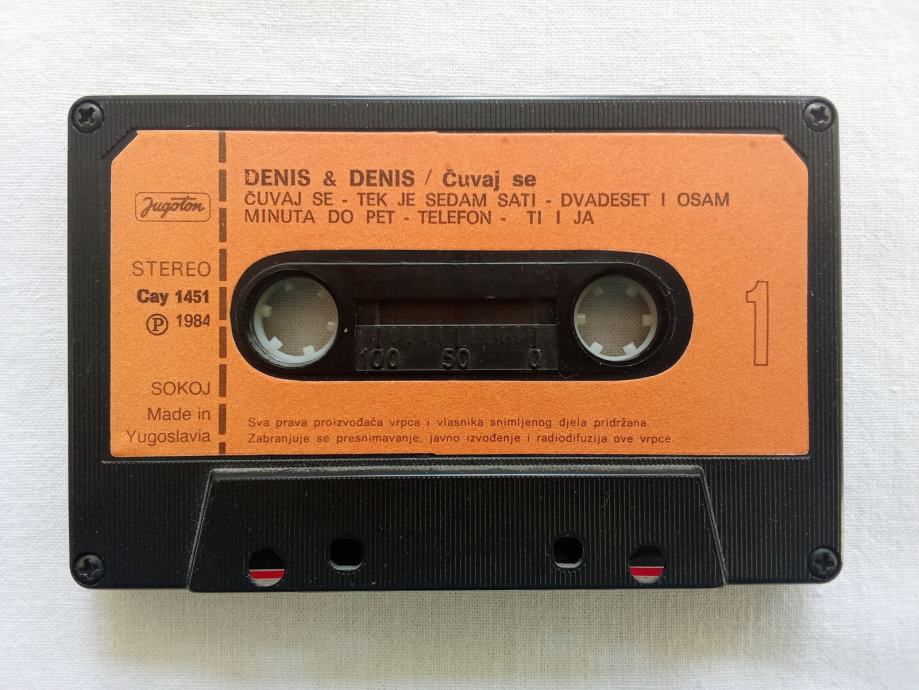 Jugoton
STEREO
Cay 1451
Ⓟ 1984
SOKOJ
Made in
Yugoslavia
DENIS & DENIS / Čuvaj se
ČUVAJ SE - TEK JE SEDAM SATI - DVADESET I OSAM
MINUTA DO PET - TELEFON - TI I JA
100 50 0
1
Sva prava proizvođača vrpca i vlasnika snimljenog djela pridržana
Zabranjuje se presnimavanje, javno izvođenje i radiodifuzija ove vrpce.